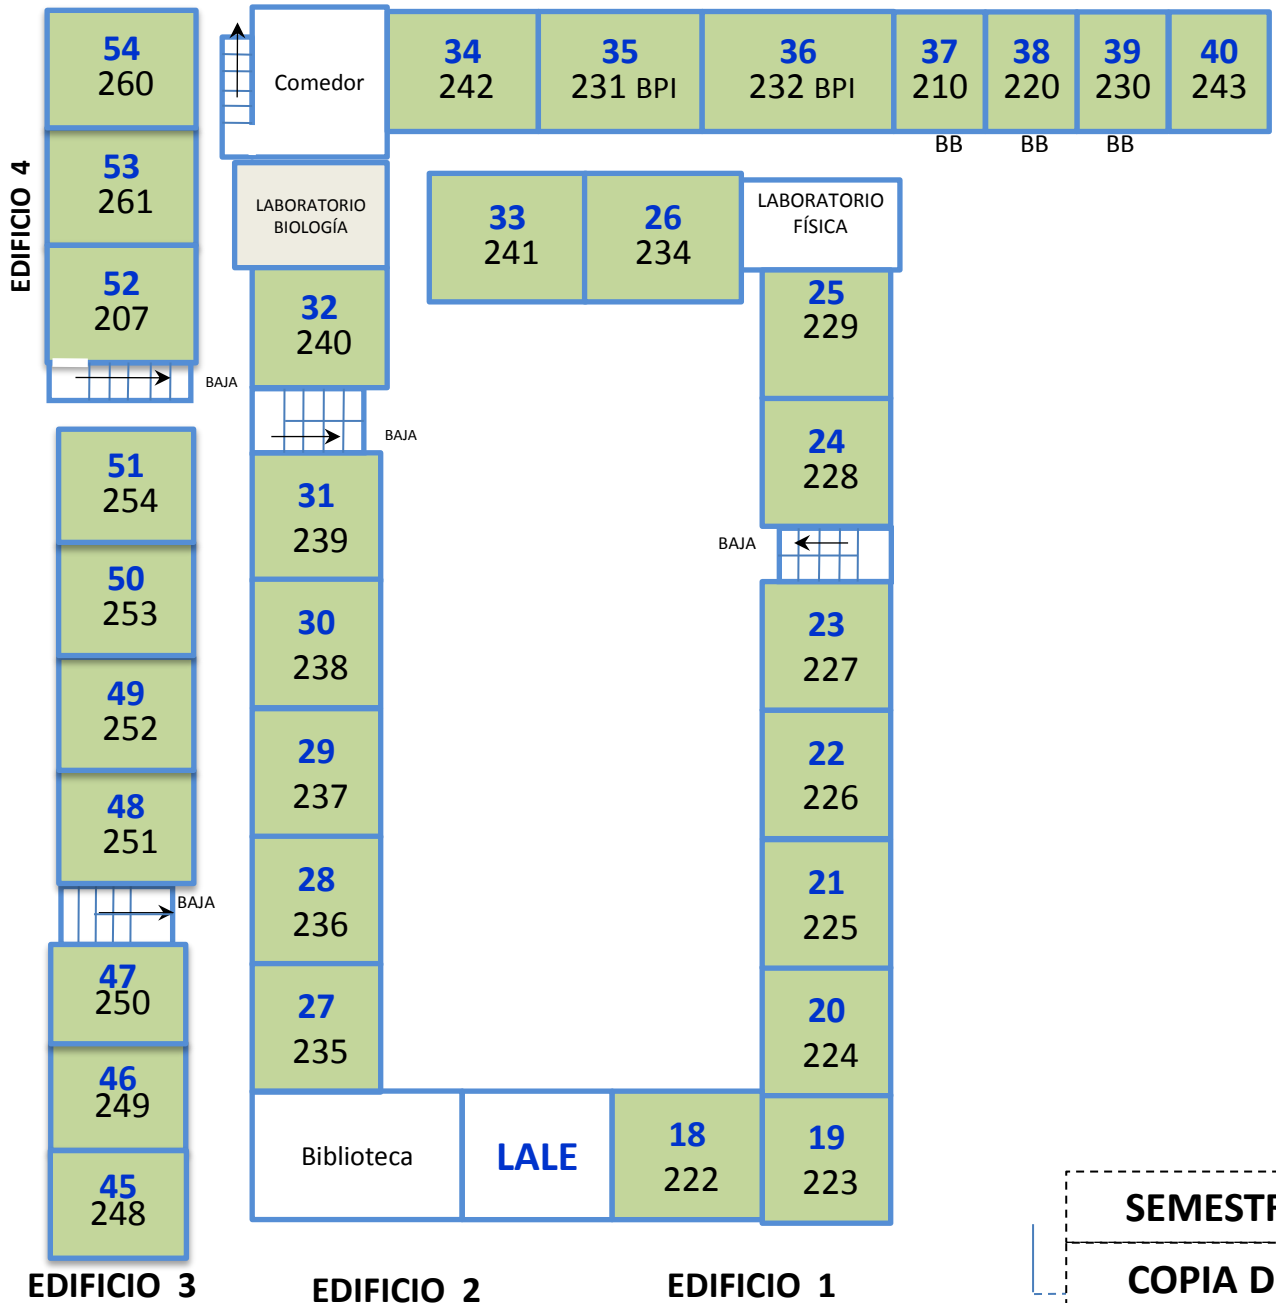 54
260
53
261
52
207
EDIFICIO 4
BAJA
51
254
50
253
49
252
48
251
BAJA
47
250
46
249
45
248
EDIFICIO 3
Comedor
LABORATORIO
BIOLOGÍA
32
240
BAJA
31
239
30
238
29
237
28
236
27
235
Biblioteca
LALE
EDIFICIO 2
34
242
35
231 BPI
36
232 BPI
37
210
BB
38
220
BB
39
230
BB
40
243
33
241
26
234
LABORATORIO
FÍSICA
25
229
24
228
BAJA
23
227
22
226
21
225
20
224
19
223
18
222
EDIFICIO 1
SEMESTR
COPIA D